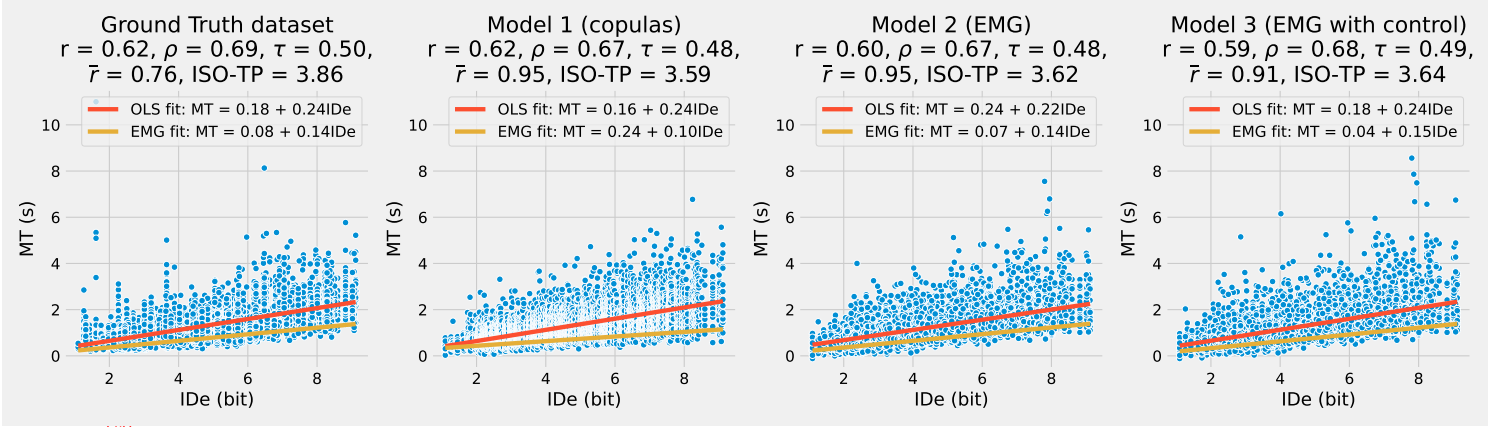 Ground Truth dataset
r = 0.62, ρ = 0.69, τ = 0.50,
r̄ = 0.76, ISO-TP = 3.86
OLS fit: MT = 0.18 + 0.24IDe
EMG fit: MT = 0.08 + 0.14IDe
10
8
6
4
2
0
MT (s)
2 4 6 8
IDe (bit)
Model 1 (copulas)
r = 0.62, ρ = 0.67, τ = 0.48,
r̄ = 0.95, ISO-TP = 3.59
OLS fit: MT = 0.16 + 0.24IDe
EMG fit: MT = 0.24 + 0.10IDe
10
8
6
4
2
0
MT (s)
2 4 6 8
IDe (bit)
Model 2 (EMG)
r = 0.60, ρ = 0.67, τ = 0.48,
r̄ = 0.95, ISO-TP = 3.62
OLS fit: MT = 0.24 + 0.22IDe
EMG fit: MT = 0.07 + 0.14IDe
10
8
6
4
2
0
MT (s)
2 4 6 8
IDe (bit)
Model 3 (EMG with control)
r = 0.59, ρ = 0.68, τ = 0.49,
r̄ = 0.91, ISO-TP = 3.64
OLS fit: MT = 0.18 + 0.24IDe
EMG fit: MT = 0.04 + 0.15IDe
10
8
6
4
2
0
MT (s)
2 4 6 8
IDe (bit)